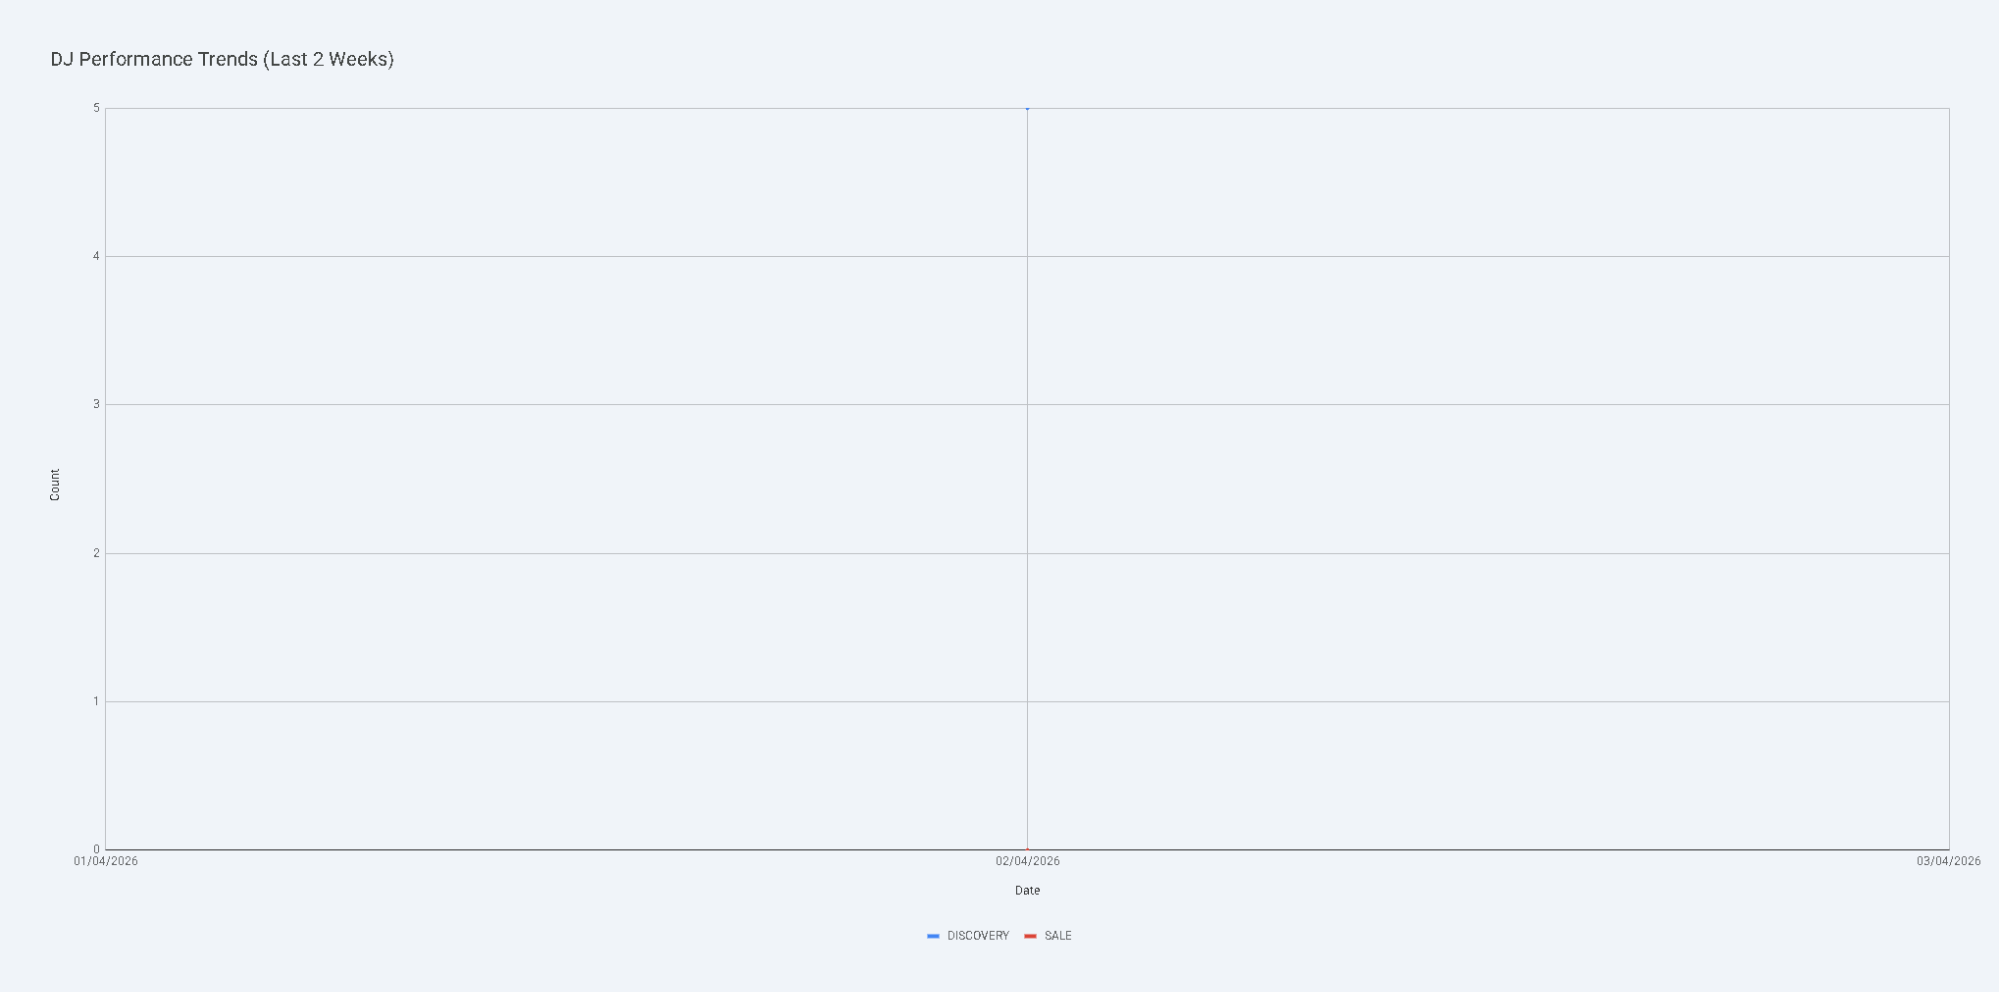 DJ Performance Trends (Last 2 Weeks)
5
4
3
2
1
0
Count
01/04/2026
02/04/2026
03/04/2026
Date
DISCOVERY
SALE